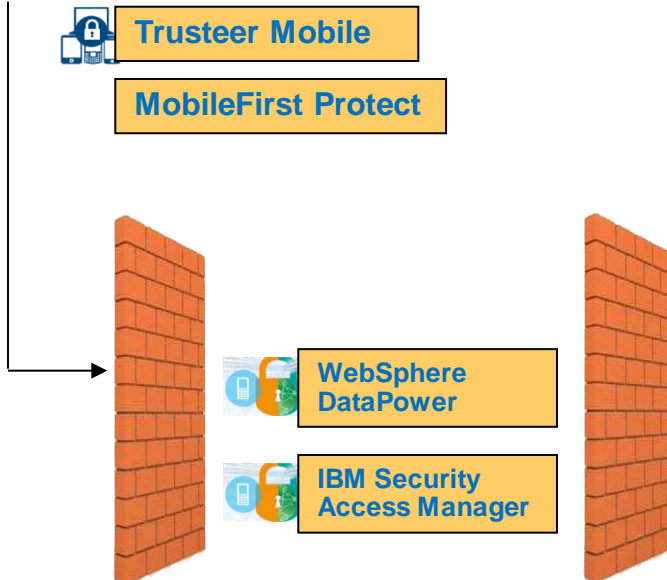 Trusteer Mobile
MobileFirst Protect
WebSphere
DataPower
IBM Security
Access Manager